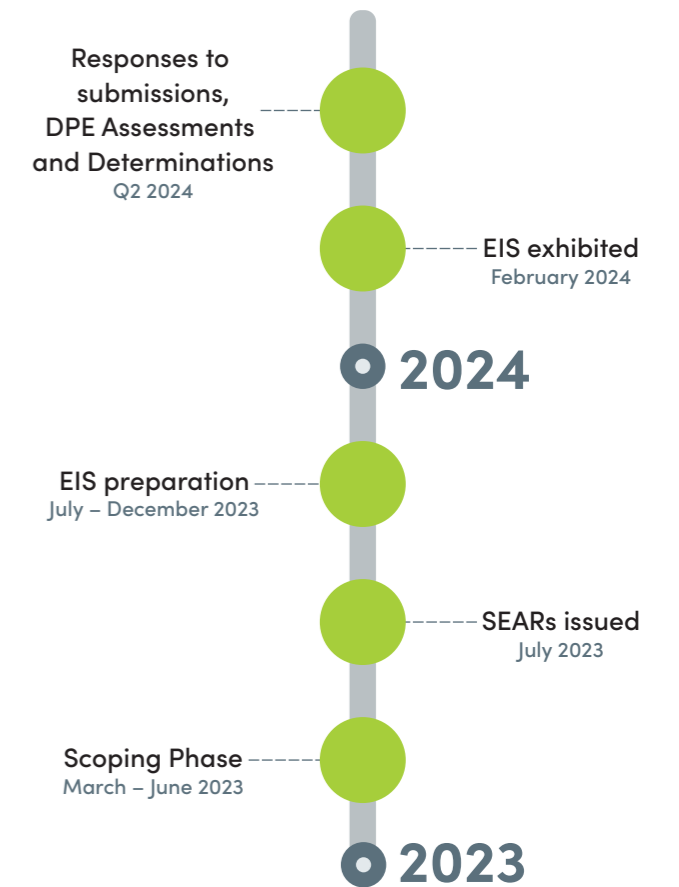 Responses to
submissions,
DPE Assessments
and Determinations
Q2 2024
EIS exhibited
February 2024
2024
EIS preparation
July – December 2023
SEARs issued
July 2023
Scoping Phase
March – June 2023
2023